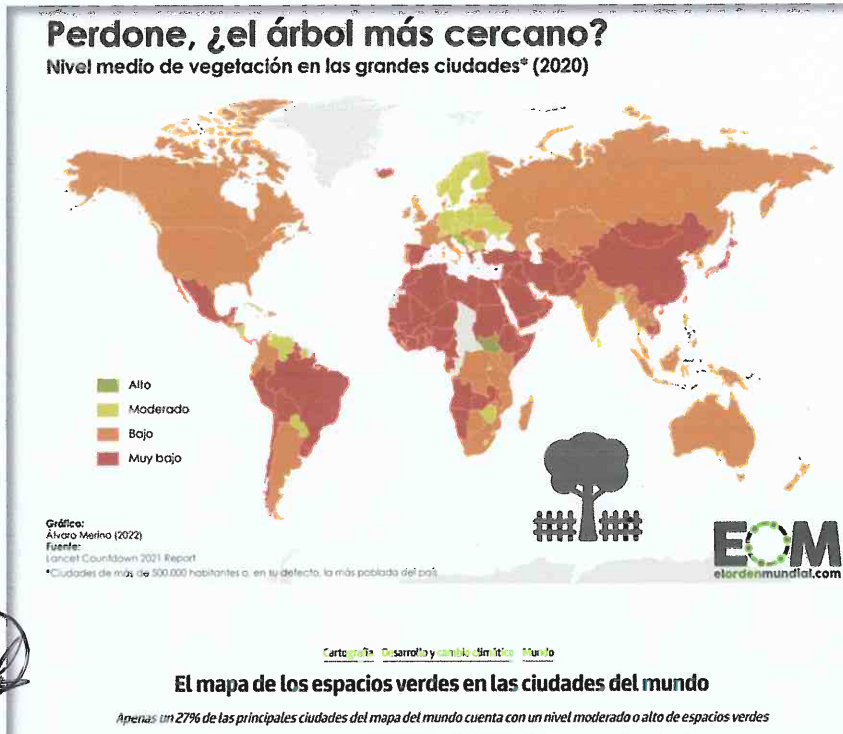 Perdone, ¿el árbol más cercano?
Nivel medio de vegetación en las grandes ciudades* (2020)
Alto
Moderado
Bajo
Muy bajo
Gráfico:
Álvaro Merino (2022)
Fuente:
Lancet Countdown 2021 Report
*Ciudades de más de 500.000 habitantes o, en su defecto, la más poblada del país
EOM
elordenmundial.com
Cartografía Desarrollo y cambio climático Mundo
El mapa de los espacios verdes en las ciudades del mundo
Apenas un 27% de las principales ciudades del mapa del mundo cuenta con un nivel moderado o alto de espacios verdes